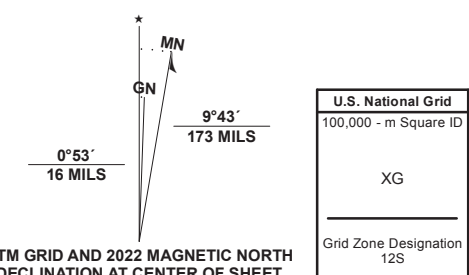 ★
MN
GN
9°43´
173 MILS
0°53´
16 MILS
TM GRID AND 2022 MAGNETIC NORTH
DECLINATION AT CENTER OF SHEET
U.S. National Grid
100,000 - m Square ID
XG
Grid Zone Designation
12S